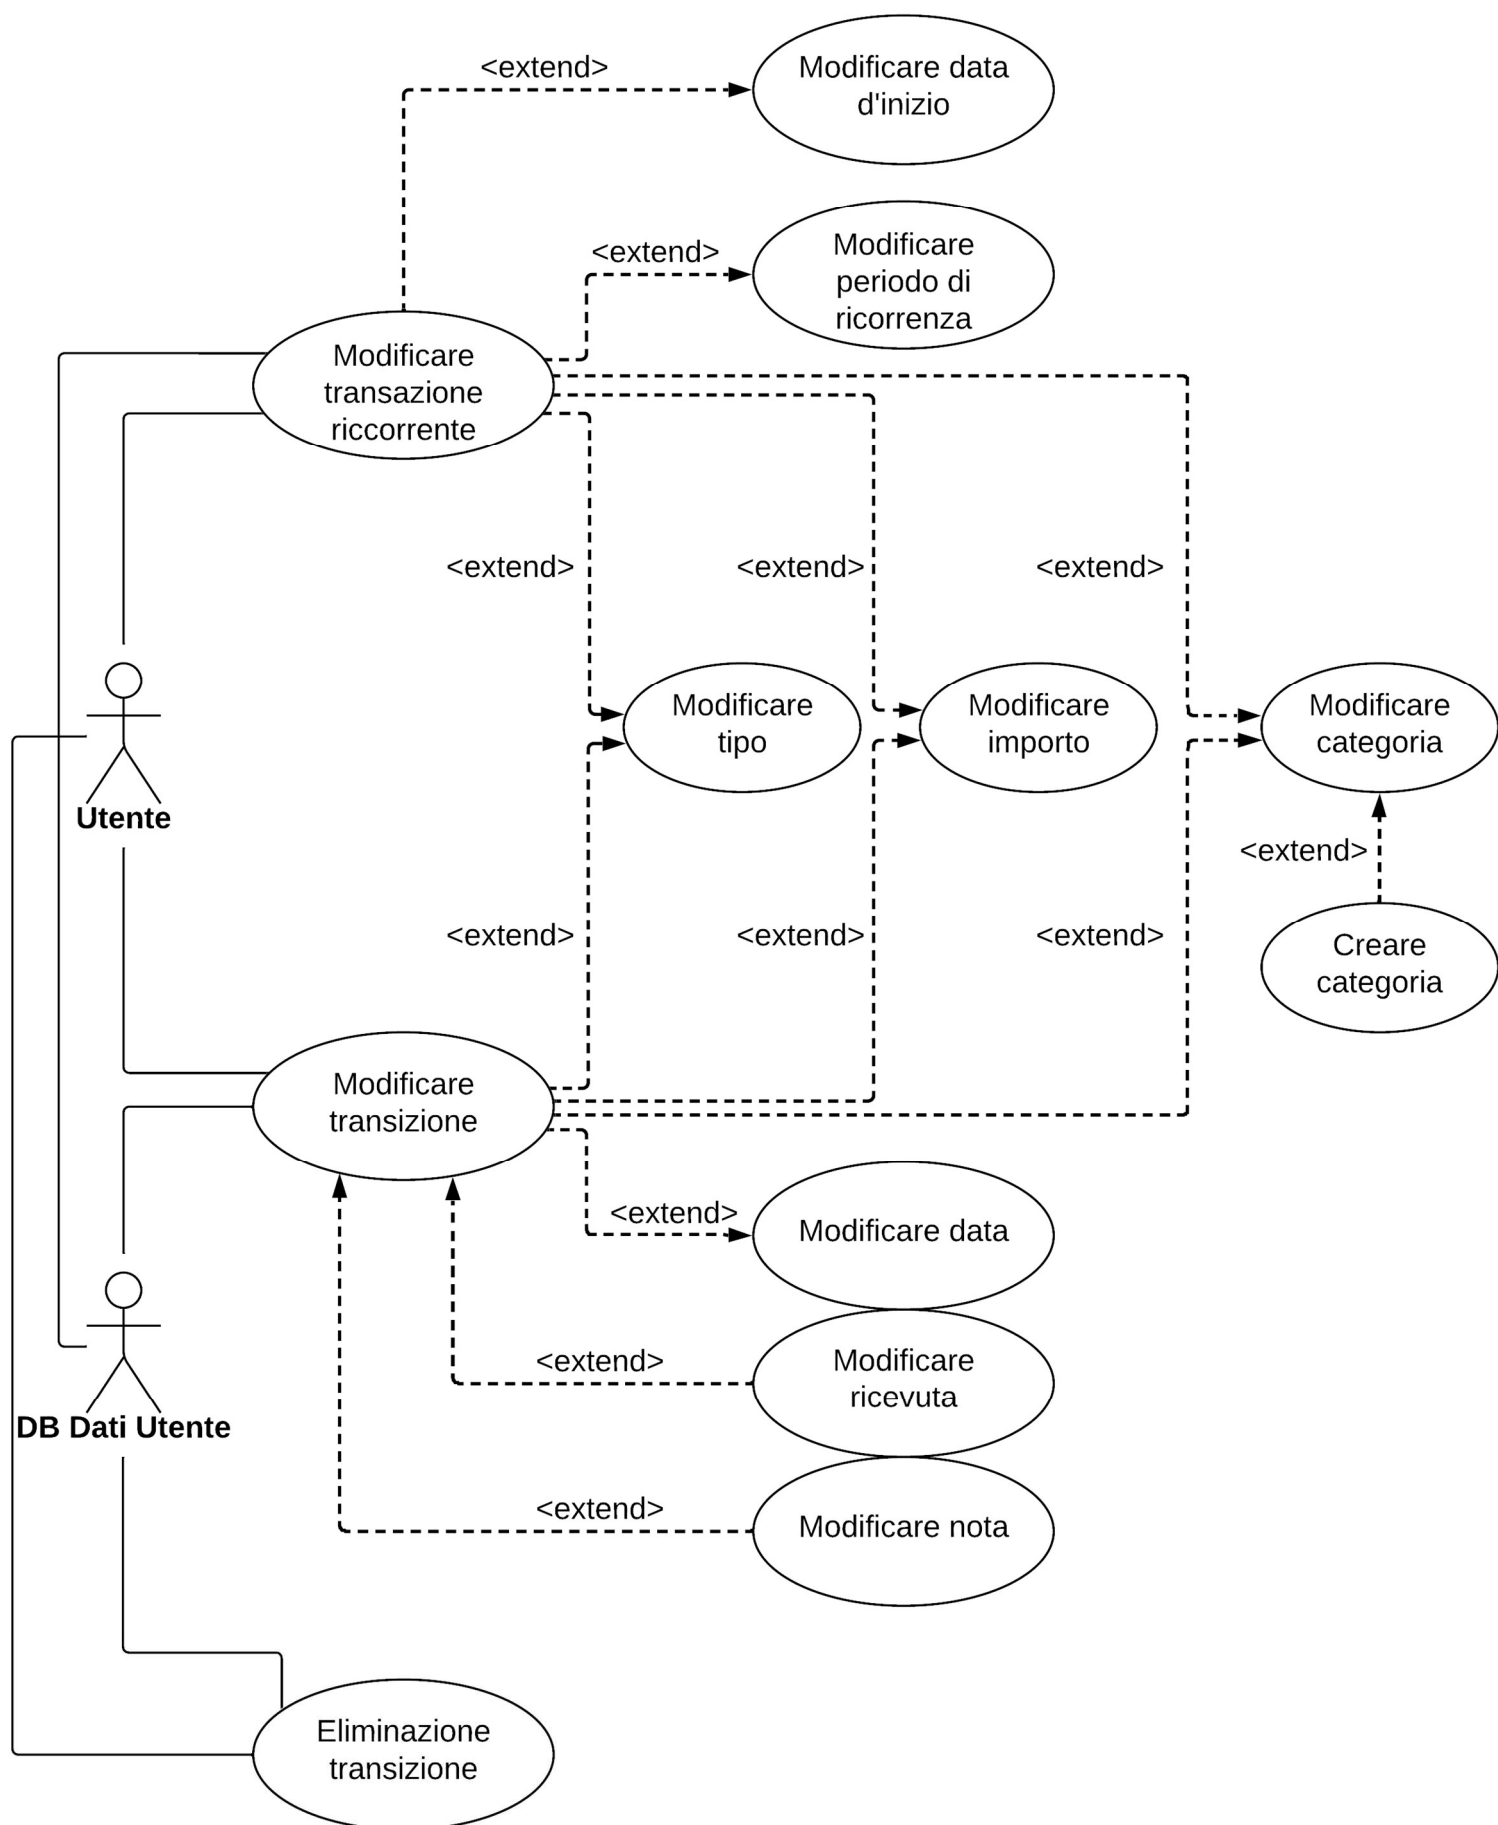 <extend>
Modificare data
d'inizio
<extend>
Modificare
periodo di
ricorrenza
Modificare
transazione
riccorrente
<extend>
<extend>
<extend>
Modificare
tipo
Modificare
importo
Modificare
categoria
Utente
<extend>
<extend>
<extend>
<extend>
Creare
categoria
Modificare
transizione
<extend>
Modificare data
<extend>
Modificare
ricevuta
DB Dati Utente
<extend>
Modificare nota
Eliminazione
transizione